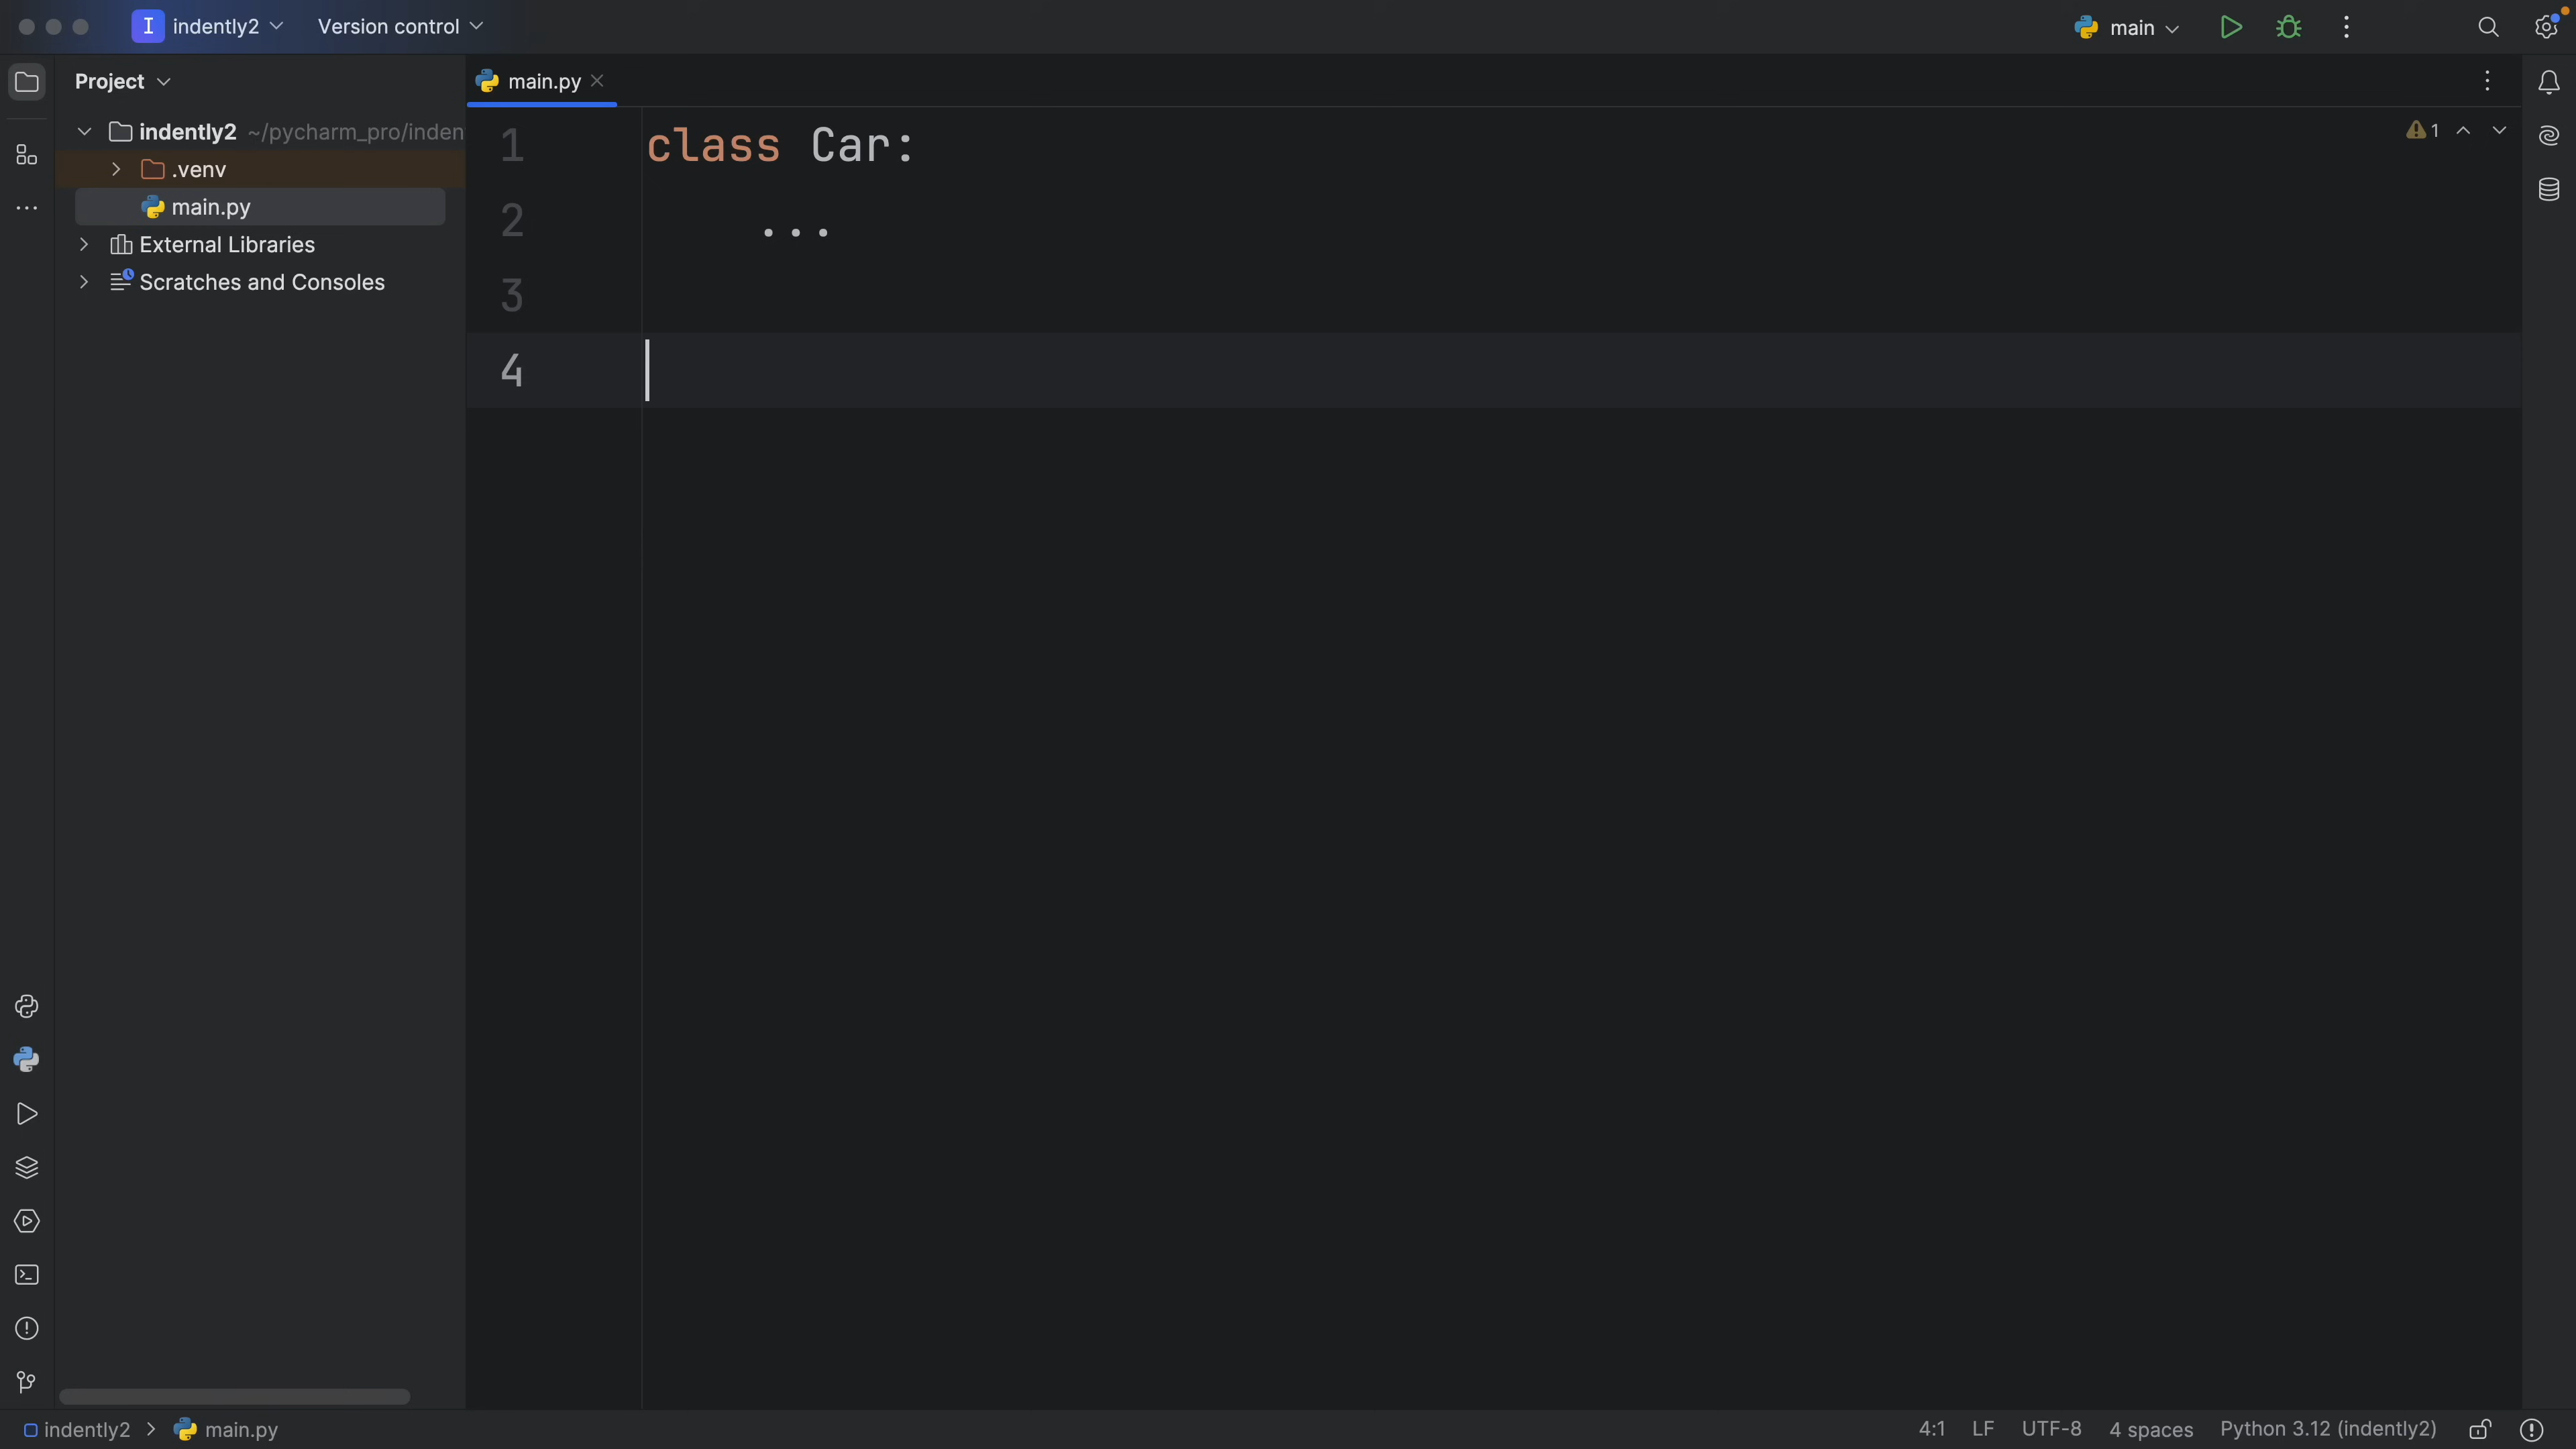 I indently2 Version control main
Project
main.py
indently2 ~/pycharm_pro/inden
.venv
main.py
External Libraries
Scratches and Consoles
1 class Car:
2 ...
3
4
1
indently2 > main.py 4:1 LF UTF-8 4 spaces Python 3.12 (indently2)